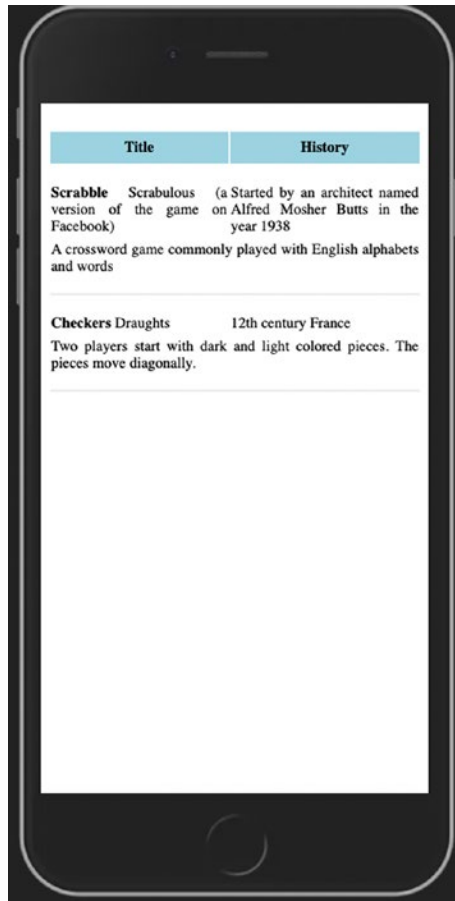 Title History
Scrabble Scrabulous (a Started by an architect named
version of the game on Alfred Mosher Butts in the
Facebook) year 1938
A crossword game commonly played with English alphabets
and words
Checkers Draughts 12th century France
Two players start with dark and light colored pieces. The
pieces move diagonally.